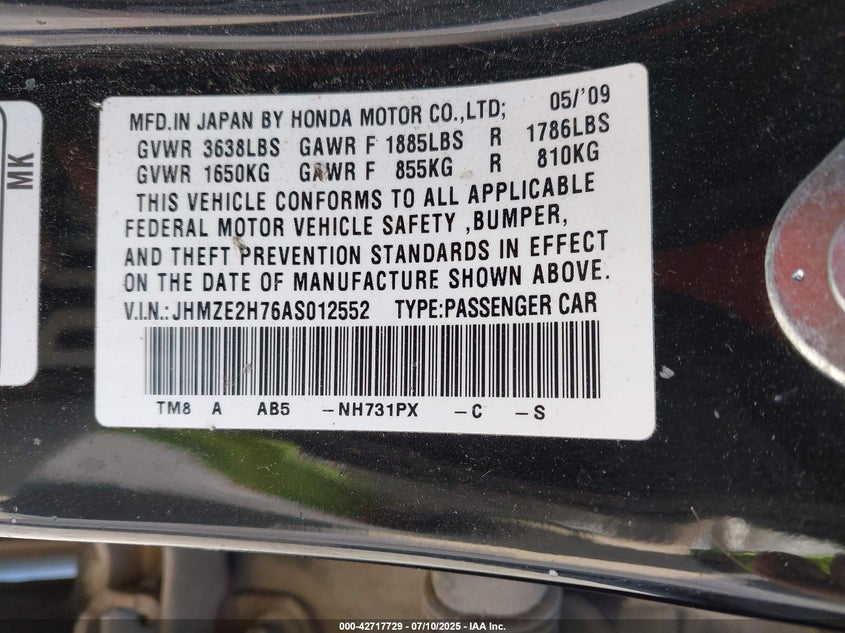 MK
MFD.IN JAPAN BY HONDA MOTOR CO.,LTD; 05/'09
GVWR 3638LBS GAWR F 1885LBS R 1786LBS
GVWR 1650KG GAWR F 855KG R 810KG
THIS VEHICLE CONFORMS TO ALL APPLICABLE
FEDERAL MOTOR VEHICLE SAFETY ,BUMPER,
AND THEFT PREVENTION STANDARDS IN EFFECT
ON THE DATE OF MANUFACTURE SHOWN ABOVE.
V.I.N.:JHMZE2H76AS012552 TYPE:PASSENGER CAR
TM8 A AB5 -NH731PX -C -S
000-42717729 - 07/10/2025 - IAA Inc.